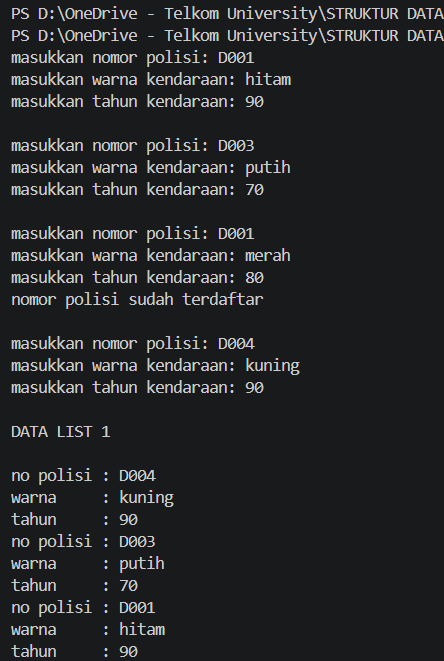 PS D:\OneDrive - Telkom University\STRUKTUR DATA
PS D:\OneDrive - Telkom University\STRUKTUR DATA
masukkan nomor polisi: D001
masukkan warna kendaraan: hitam
masukkan tahun kendaraan: 90
masukkan nomor polisi: D003
masukkan warna kendaraan: putih
masukkan tahun kendaraan: 70
masukkan nomor polisi: D001
masukkan warna kendaraan: merah
masukkan tahun kendaraan: 80
nomor polisi sudah terdaftar
masukkan nomor polisi: D004
masukkan warna kendaraan: kuning
masukkan tahun kendaraan: 90
DATA LIST 1
no polisi : D004
warna     : kuning
tahun     : 90
no polisi : D003
warna     : putih
tahun     : 70
no polisi : D001
warna     : hitam
tahun     : 90